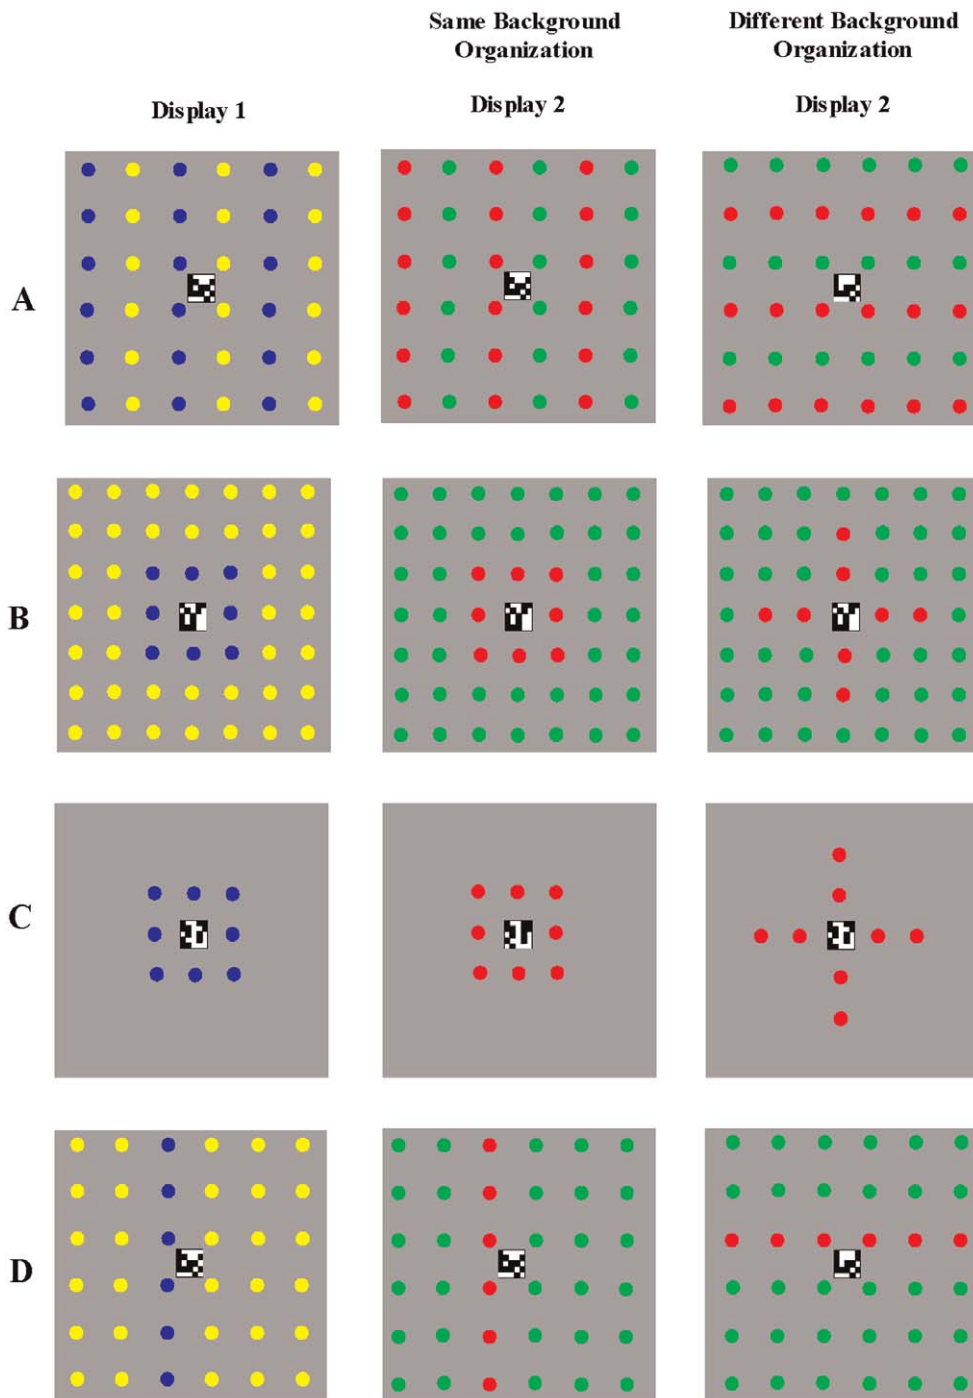 Same Background
Organization
Different Background
Organization
Display 1
Display 2
Display 2
A
B
C
D